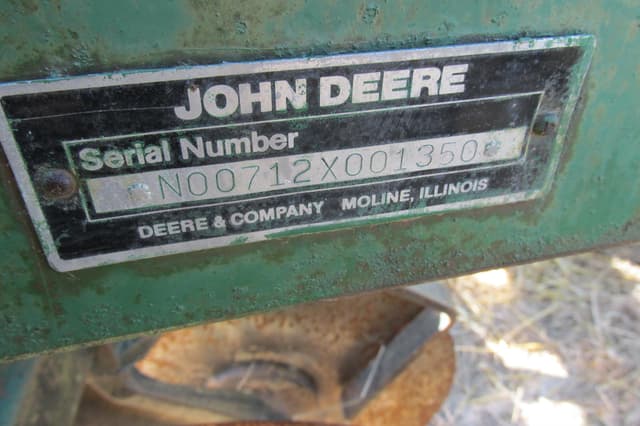 JOHN DEERE
Serial Number
N00712X001350
DEERE & COMPANY MOLINE, ILLINOIS